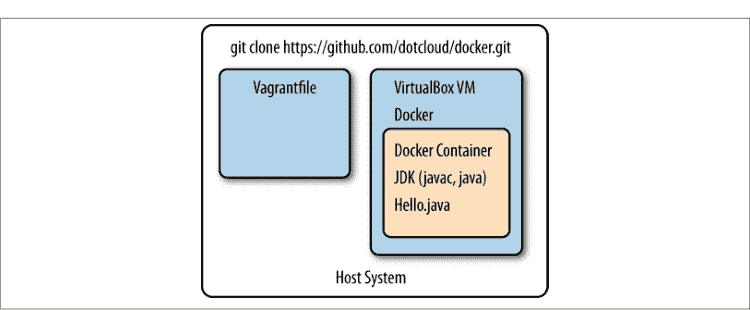 git clone https://github.com/dotcloud/docker.git
Vagrantfile
VirtualBox VM
Docker
Docker Container
JDK (javac, java)
Hello.java
Host System